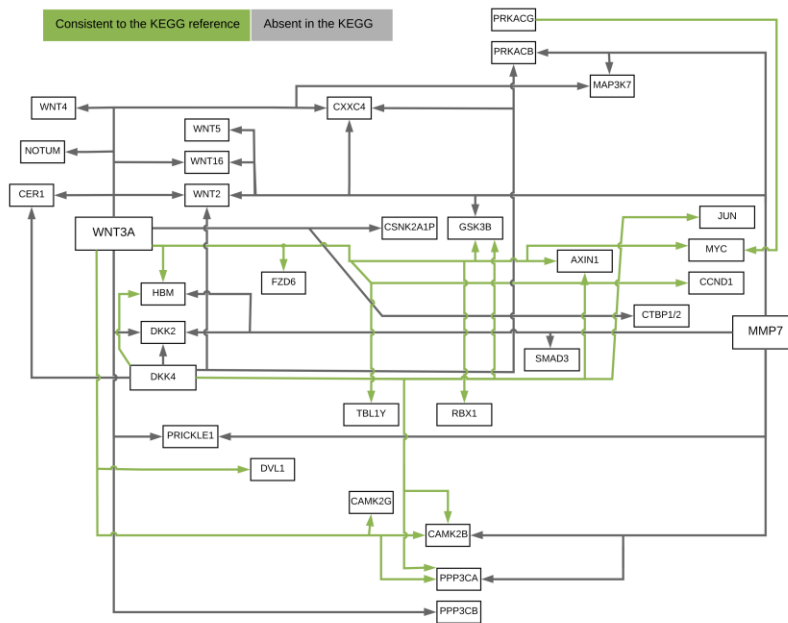 Consistent to the KEGG reference
Absent in the KEGG
PRKACG
PRKACB
MAP3K7
WNT4
CXXC4
WNT5
NOTUM
WNT16
CER1
WNT2
JUN
WNT3A
CSNK2A1P
GSK3B
MYC
AXIN1
FZD6
CCND1
HBM
CTBP1/2
DKK2
MMP7
SMAD3
DKK4
TBL1Y
RBX1
PRICKLE1
DVL1
CAMK2G
CAMK2B
PPP3CA
PPP3CB